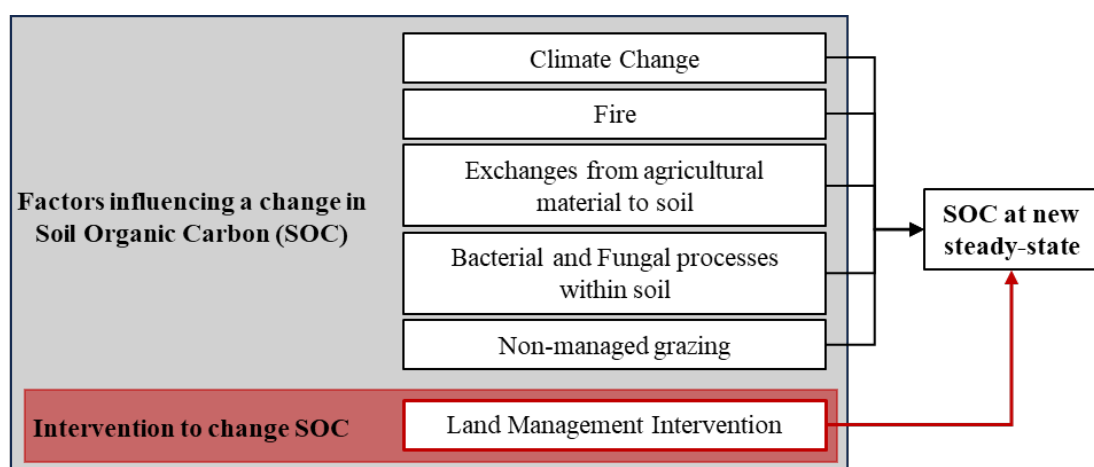 Climate Change
Fire
Exchanges from agricultural
material to soil
Factors influencing a change in
Soil Organic Carbon (SOC)
Bacterial and Fungal processes
within soil
Non-managed grazing
SOC at new
steady-state
Intervention to change SOC
Land Management Intervention